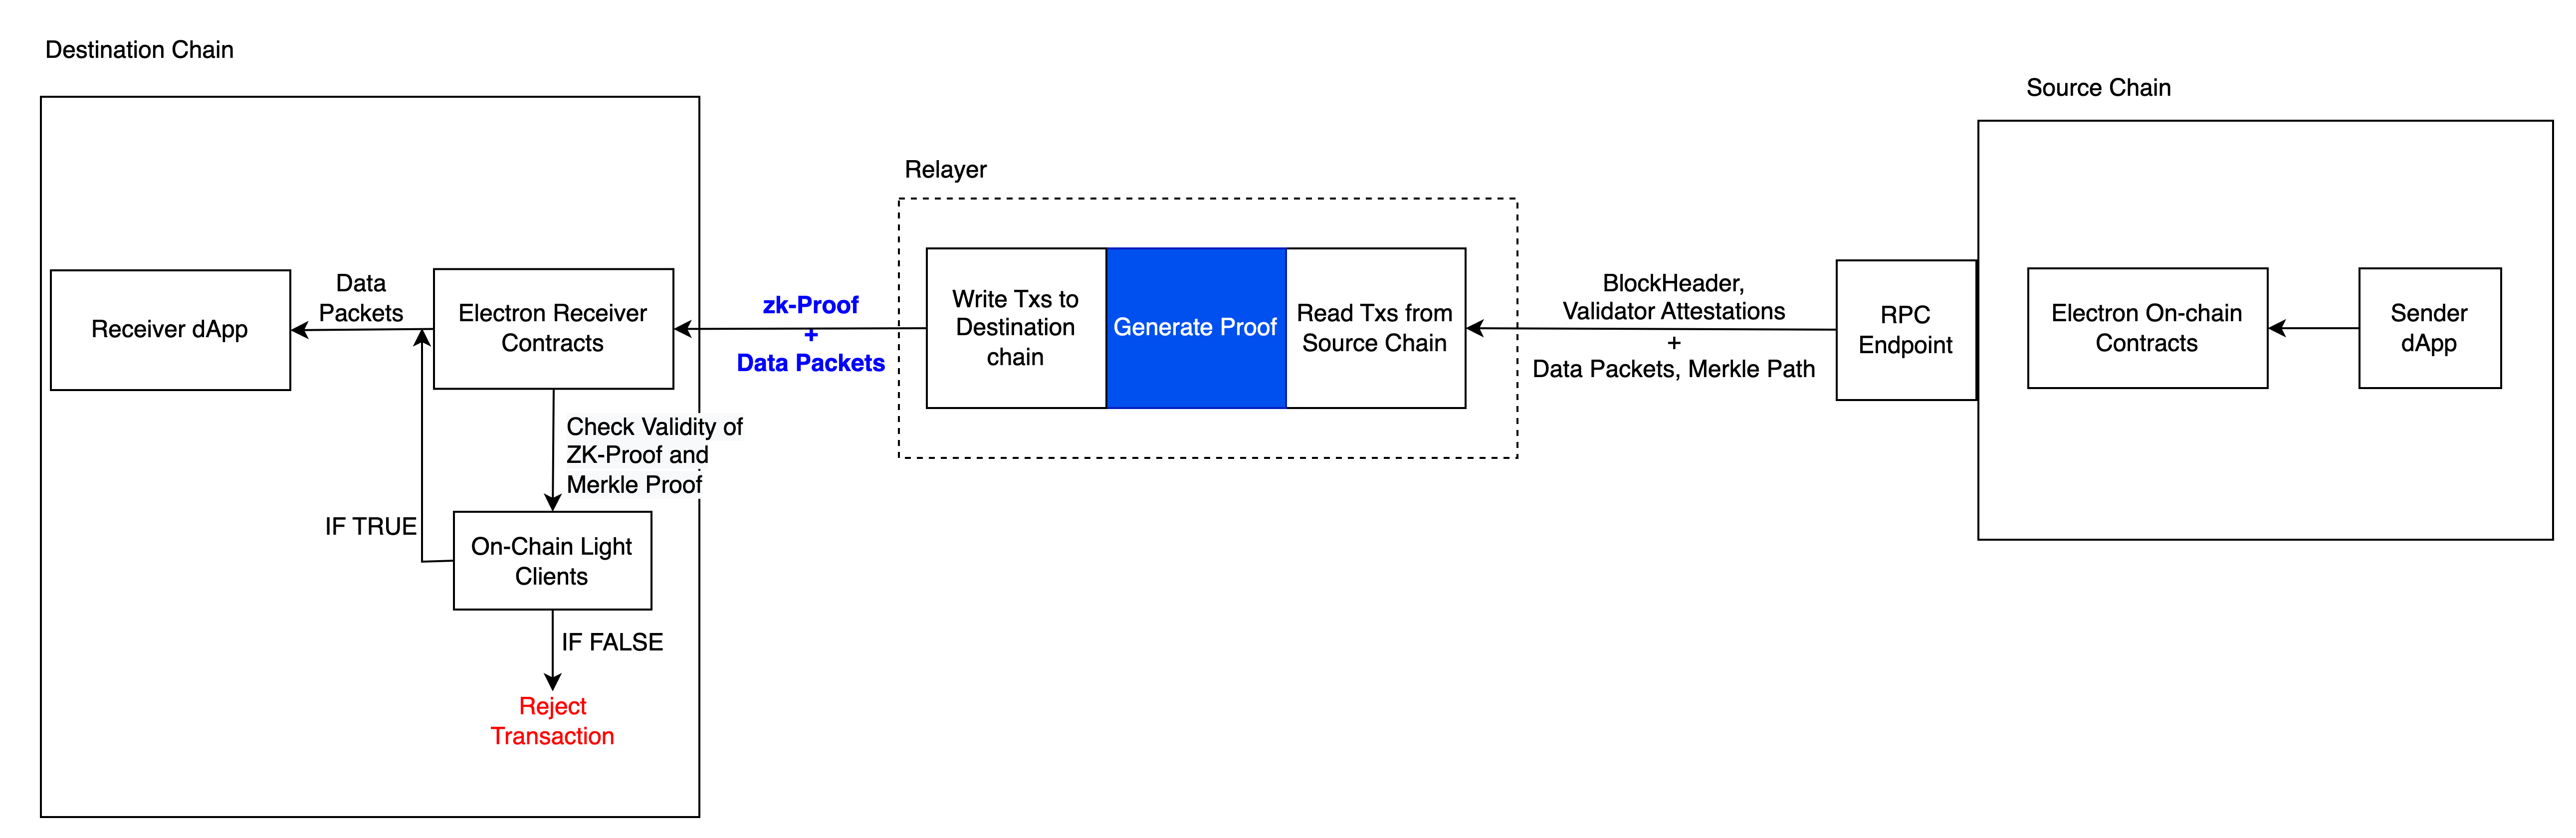 Destination Chain
Source Chain
Relayer
Receiver dApp
Data
Packets
Electron Receiver
Contracts
zk-Proof
+
Data Packets
Write Txs to
Destination
chain
Generate Proof
Read Txs from
Source Chain
BlockHeader,
Validator Attestations
+
Data Packets, Merkle Path
RPC
Endpoint
Electron On-chain
Contracts
Sender
dApp
Check Validity of
ZK-Proof and
Merkle Proof
IF TRUE
On-Chain Light
Clients
IF FALSE
Reject
Transaction